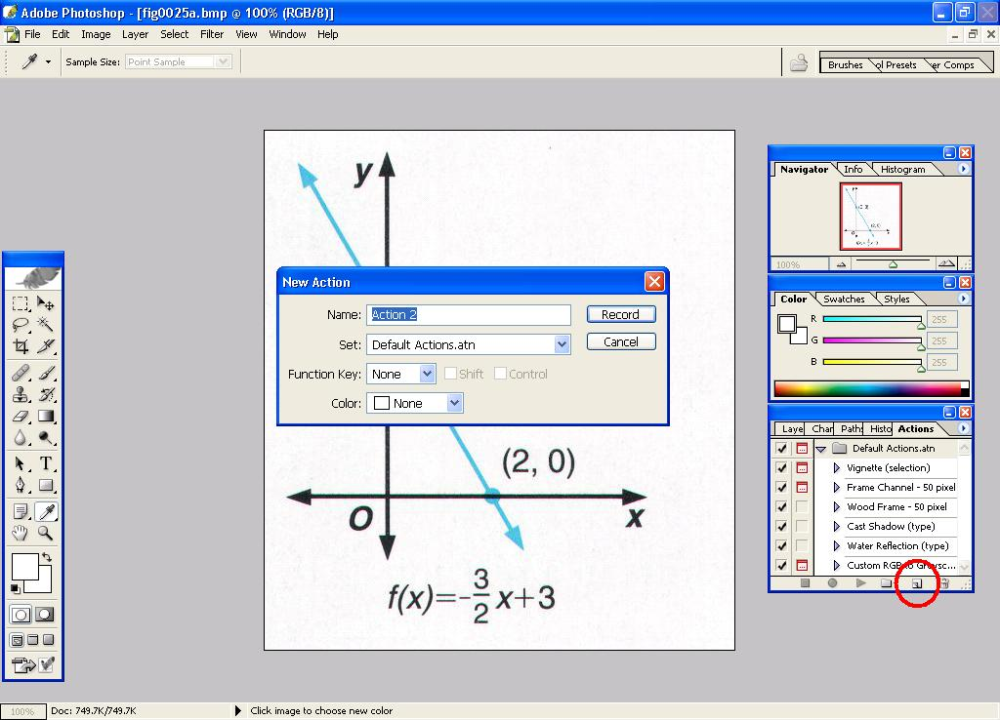 Adobe Photoshop - [fig0025a.bmp @ 100% (RGB/8)]
File Edit Image Layer Select Filter View Window Help
Sample Size: Point Sample
Brushes ol Presets er Comps
y
(2, 0)
O
x
f(x)=-3/2 x+3
New Action
Name: Action 2
Record
Set: Default Actions.atn
Cancel
Function Key: None Shift Control
Color: None
Navigator Info Histogram
100%
Color Swatches Styles
R 255
G 255
B 255
Laye Char Path: Histo Actions
Default Actions.atn
Vignette (selection)
Frame Channel - 50 pixel
Wood Frame - 50 pixel
Cast Shadow (type)
Water Reflection (type)
Custom RGB to Graysc...
T
100% Doc: 749.7K/749.7K Click image to choose new color